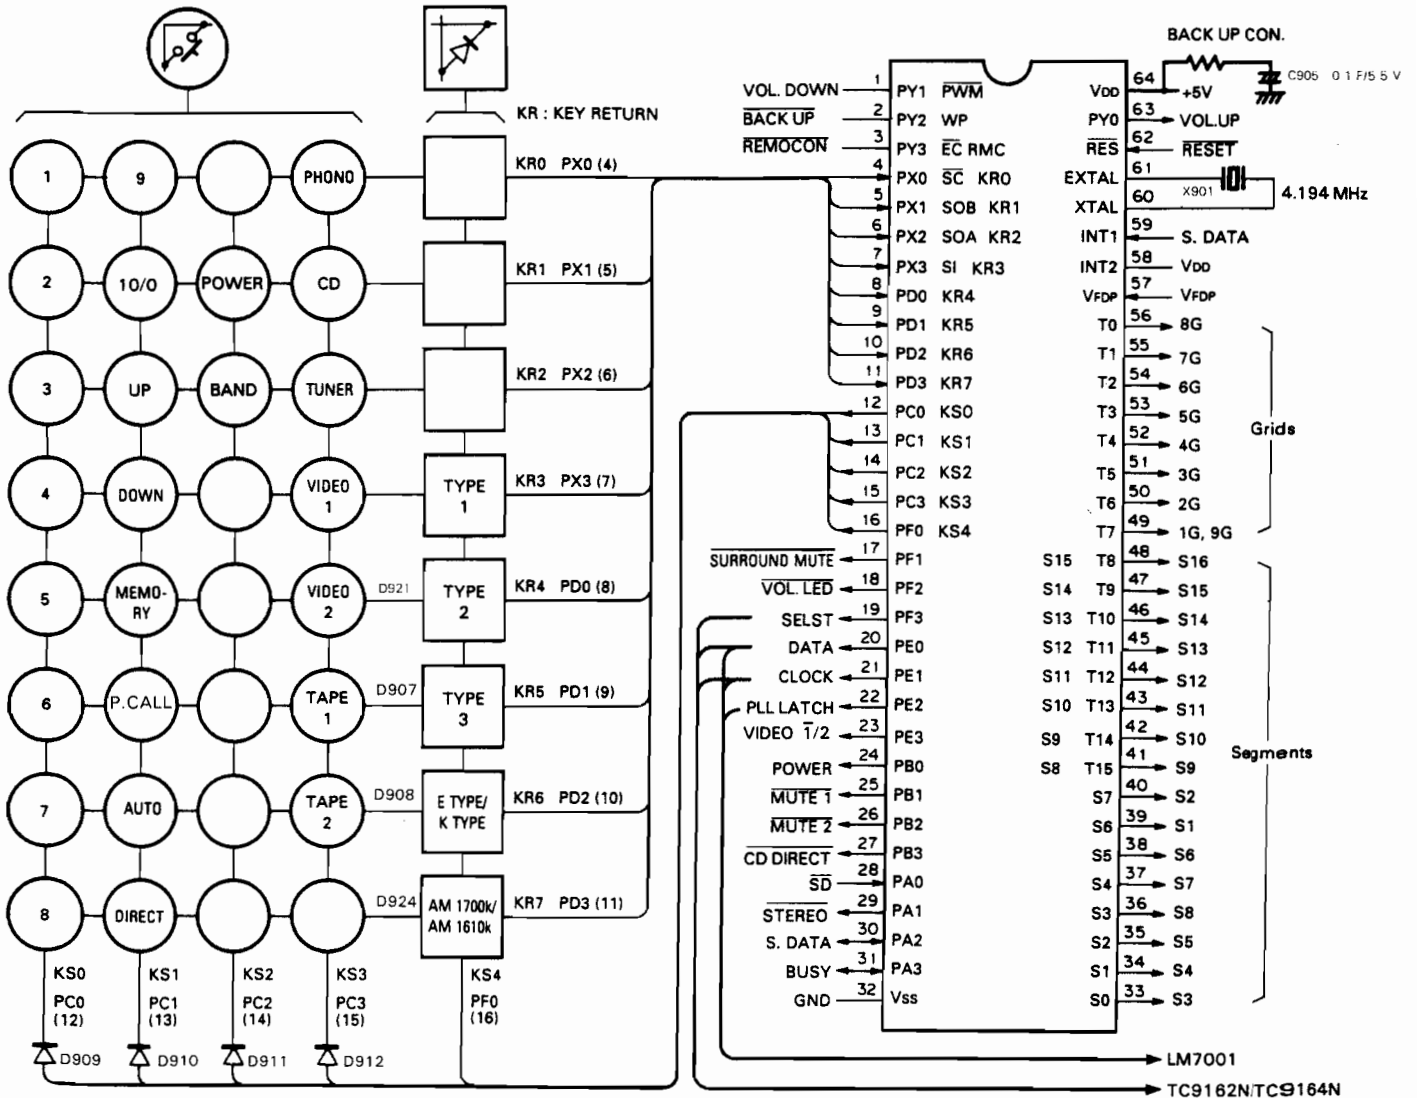 BACK UP CON.
C905 0 1 F/5 5 V
+5V
KR : KEY RETURN
1 9 PHONO KR0 PX0 (4)
2 10/0 POWER CD KR1 PX1 (5)
3 UP BAND TUNER KR2 PX2 (6)
4 DOWN VIDEO 1 TYPE 1 KR3 PX3 (7)
5 MEMO-RY VIDEO 2 D921 TYPE 2 KR4 PD0 (8)
6 P.CALL TAPE 1 D907 TYPE 3 KR5 PD1 (9)
7 AUTO TAPE 2 D908 E TYPE/ K TYPE KR6 PD2 (10)
8 DIRECT D924 AM 1700k/ AM 1610k KR7 PD3 (11)
KS0 KS1 KS2 KS3 KS4
PC0 PC1 PC2 PC3 PF0
(12) (13) (14) (15) (16)
D909 D910 D911 D912
VOL. DOWN 1 PY1 PWM
BACK UP 2 PY2 WP
REMOCON 3 PY3 EC RMC
4 PX0 SC KR0
5 PX1 SOB KR1
6 PX2 SOA KR2
7 PX3 SI KR3
8 PD0 KR4
9 PD1 KR5
10 PD2 KR6
11 PD3 KR7
12 PC0 KS0
13 PC1 KS1
14 PC2 KS2
15 PC3 KS3
16 PF0 KS4
SURROUND MUTE 17 PF1
VOL. LED 18 PF2
SELST 19 PF3
DATA 20 PE0
CLOCK 21 PE1
PLL LATCH 22 PE2
VIDEO 1/2 23 PE3
POWER 24 PB0
MUTE 1 25 PB1
MUTE 2 26 PB2
CD DIRECT 27 PB3
SD 28 PA0
STEREO 29 PA1
S. DATA 30 PA2
BUSY 31 PA3
GND 32 Vss
VDD 64
PY0 63 VOL.UP
RES 62 RESET
EXTAL 61
X901 4.194 MHz
XTAL 60
INT1 59 S. DATA
INT2 58 VDD
VFDP 57 VFDP
T0 56 8G
T1 55 7G
T2 54 6G
T3 53 5G
T4 52 4G
T5 51 3G
T6 50 2G
T7 49 1G, 9G
Grids
S15 T8 48 S16
S14 T9 47 S15
S13 T10 46 S14
S12 T11 45 S13
S11 T12 44 S12
S10 T13 43 S11
S9 T14 42 S10
S8 T15 41 S9
S7 40 S2
S6 39 S1
S5 38 S6
S4 37 S7
S3 36 S8
S2 35 S5
S1 34 S4
S0 33 S3
Segments
LM7001
TC9162N/TC9164N